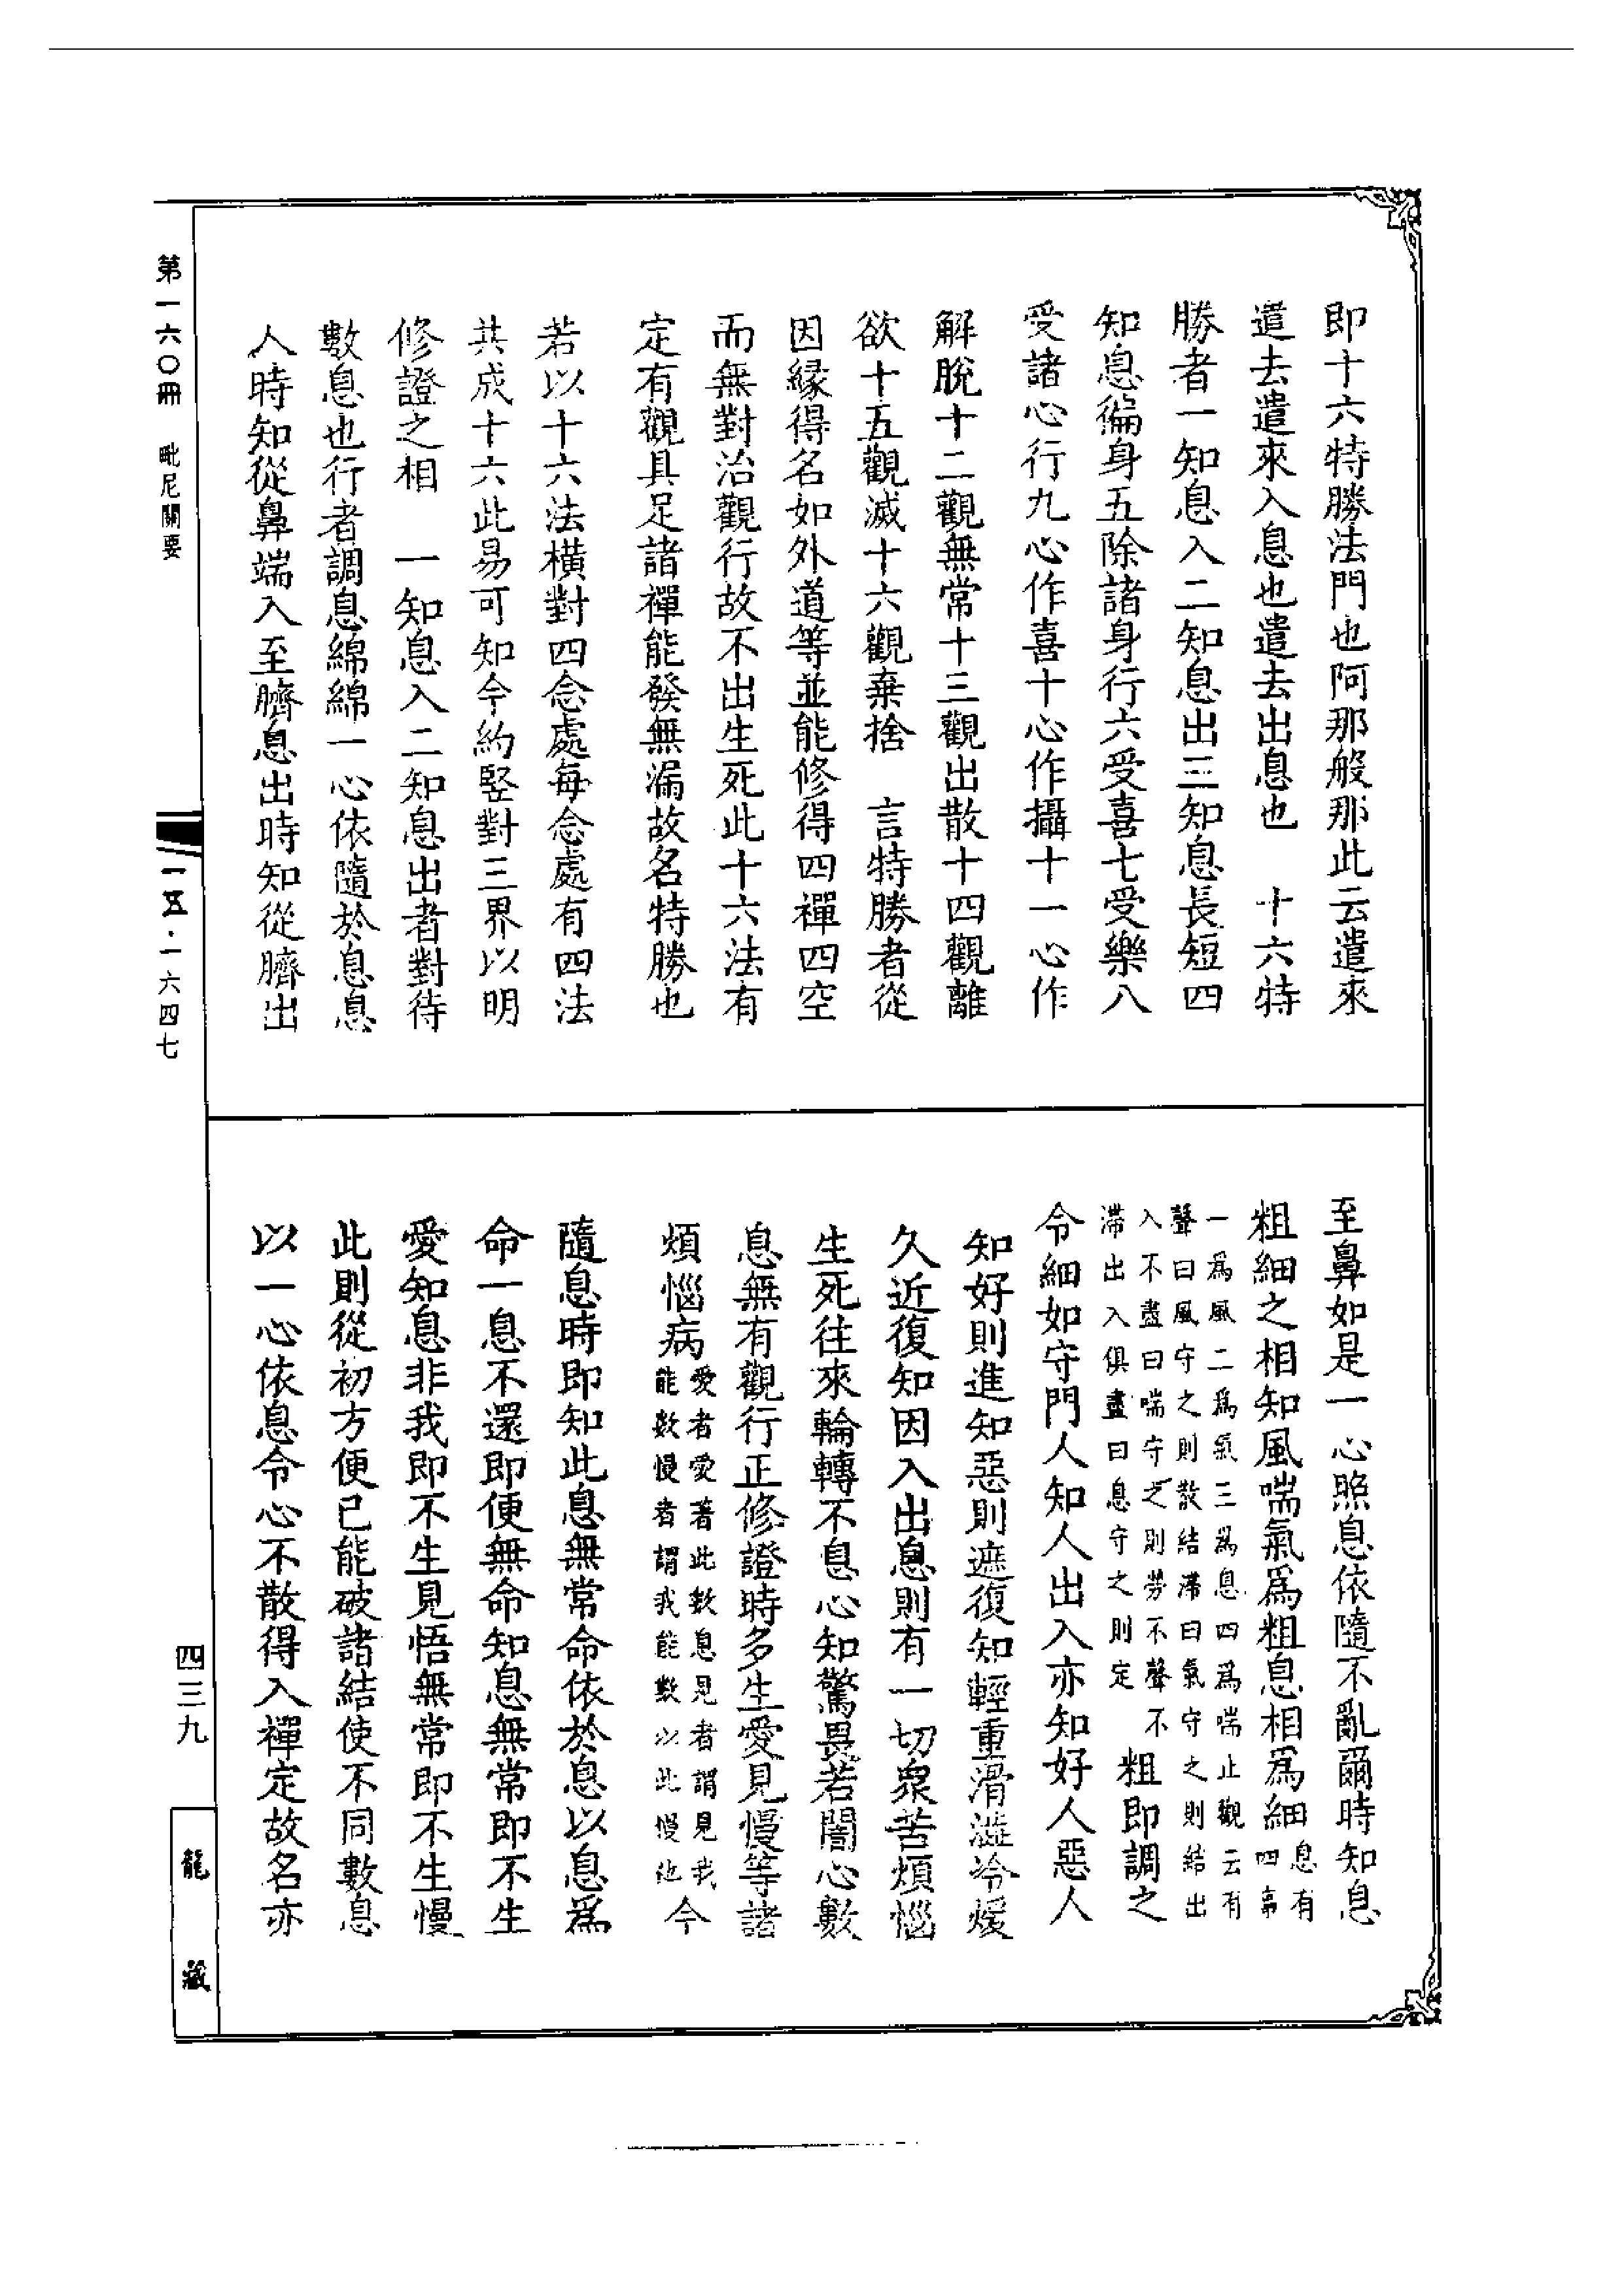 即十六特勝法門也阿那般那此云遣來
遣去遣來入息也遣去出息也　十六特
勝者一知息入二知息出三知息長短四
知息徧身五除諸身行六受喜七受樂八
受諸心行九心作喜十心作攝十一心作
解脫十二觀無常十三觀出散十四觀離
欲十五觀滅十六觀棄捨　言特勝者從
因緣得名如外道等並能修得四禪四空
而無對治觀行故不出生死此十六法有
定有觀具足諸禪能發無漏故名特勝也
若以十六法橫對四念處每念處有四法
共成十六此易可知今約竪對三界以明
修證之相　一知息入二知息出者對待
數息也行者調息綿綿一心依隨於息息
入時知從鼻端入至臍息出時知從臍出
至鼻如是一心照息依隨不亂爾時知息
粗細之相知風喘氣爲粗息相爲細息有四事
一爲風二爲氣三爲息四爲喘止觀云有
聲曰風守之則散結滯曰氣守之則結出
入不盡曰喘守之則勞不聲不
滯出入俱盡曰息守之則定
粗即調之
令細如守門人知人出入亦知好人惡人
知好則進知惡則遮復知輕重滑澁冷煖
久近復知因入出息則有一切衆苦煩惱
生死往來輪轉不息心知驚畏若闇心數
息無有觀行正修證時多生愛見慢等諸
煩惱病愛者愛著此數息見者謂見我能數慢者謂我能數以此慢他今
隨息時即知此息無常命依於息以息爲
命一息不還即便無命知息無常即不生
愛知息非我即不生見悟無常即不生慢
此則從初方便已能破諸結使不同數息
以一心依息令心不散得入禪定故名亦
第一六〇冊　毗尼關要
一五·一六四七
四三九
龍藏